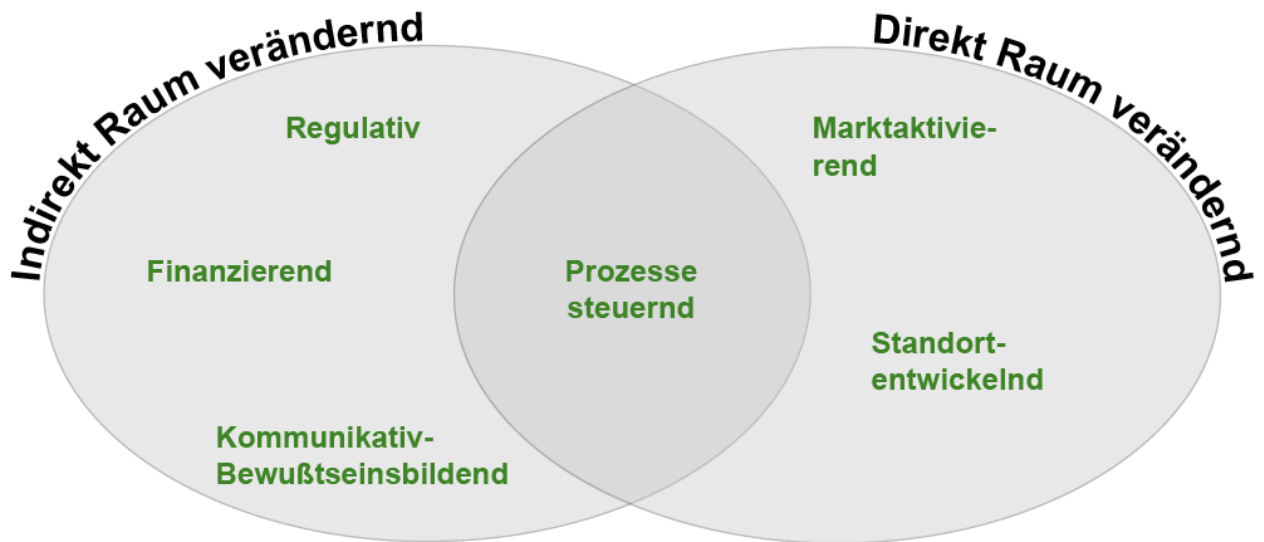 Indirekt Raum verändernd
Direkt Raum verändernd
Regulativ
Marktaktivie-
rend
Finanzierend
Prozesse
steuernd
Standort-
entwickelnd
Kommunikativ-
Bewußtseinsbildend